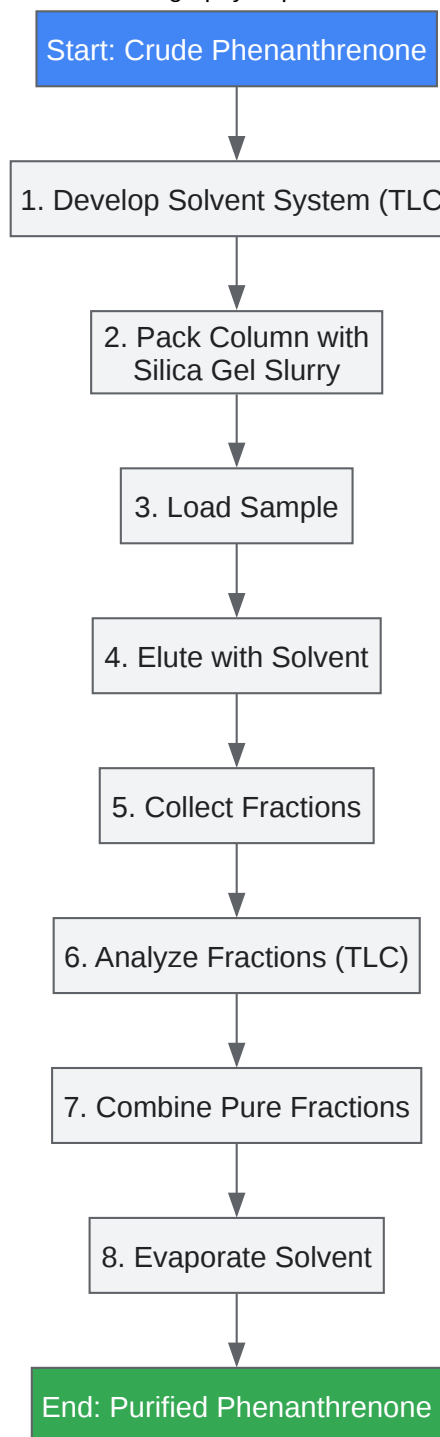 Start: Crude Phenanthrenone
1. Develop Solvent System (TLC
2. Pack Column with
Silica Gel Slurry
3. Load Sample
4. Elute with Solvent
5. Collect Fractions
6. Analyze Fractions (TLC)
7. Combine Pure Fractions
8. Evaporate Solvent
End: Purified Phenanthrenone